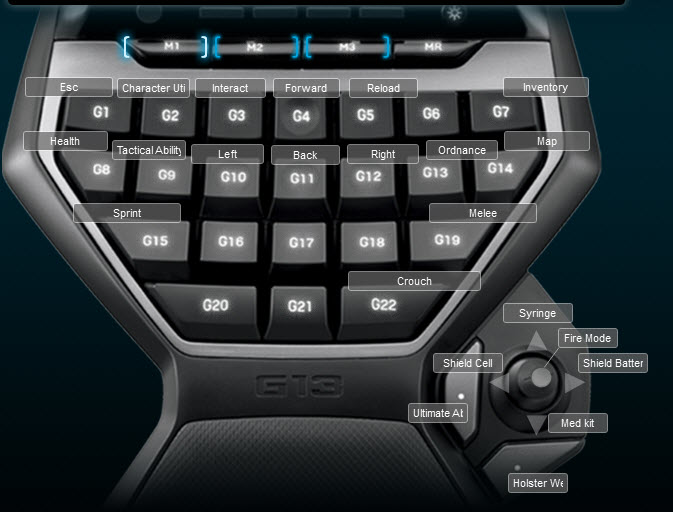 M1 M2 M3 MR
Esc Character Uti Interact Forward Reload Inventory
G1 G2 G3 G4 G5 G6 G7
Health Tactical Ability Left Back Right Ordnance Map
G8 G9 G10 G11 G12 G13 G14
Sprint Melee
G15 G16 G17 G18 G19
Crouch
G20 G21 G22
Syringe
Fire Mode
Shield Cell Shield Batter
G13
Ultimate Ab
Med kit
Holster We